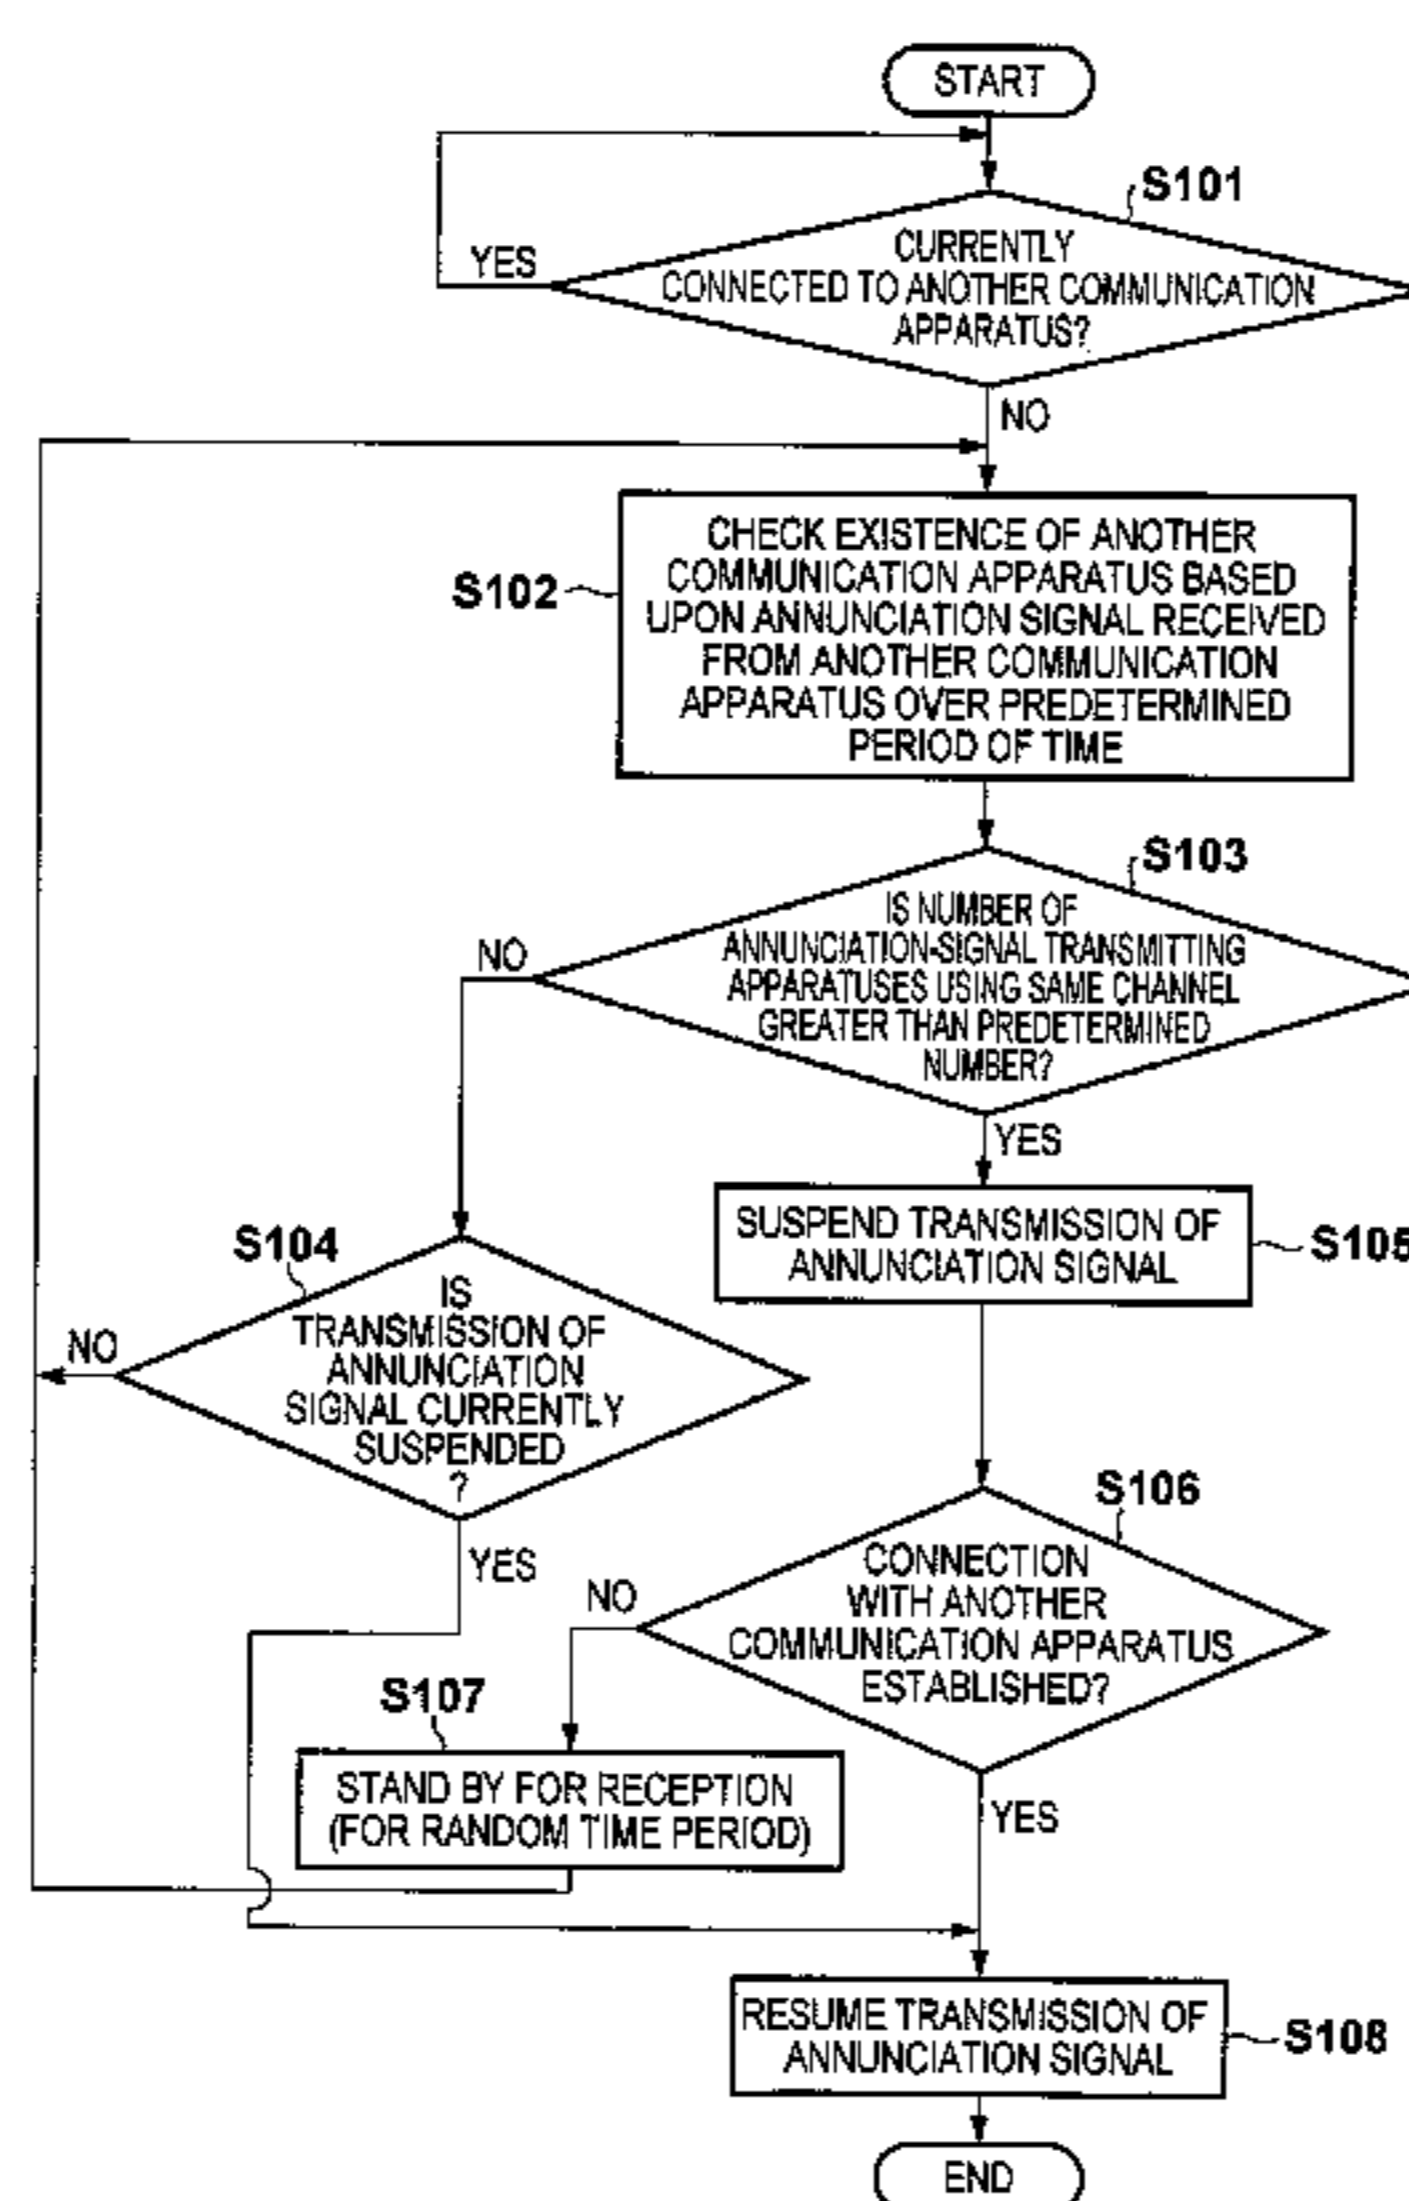 START
S101
YES
CURRENTLY
CONNECTED TO ANOTHER COMMUNICATION
APPARATUS?
NO
S102
CHECK EXISTENCE OF ANOTHER
COMMUNICATION APPARATUS BASED
UPON ANNUNCIATION SIGNAL RECEIVED
FROM ANOTHER COMMUNICATION
APPARATUS OVER PREDETERMINED
PERIOD OF TIME
S103
NO
IS NUMBER OF
ANNUNCIATION-SIGNAL TRANSMITTING
APPARATUSES USING SAME CHANNEL
GREATER THAN PREDETERMINED
NUMBER?
YES
SUSPEND TRANSMISSION OF
ANNUNCIATION SIGNAL
S105
S104
NO
IS
TRANSMISSION OF
ANNUNCIATION
SIGNAL CURRENTLY
SUSPENDED
?
YES
S106
NO
CONNECTION
WITH ANOTHER
COMMUNICATION APPARATUS
ESTABLISHED?
YES
S107
STAND BY FOR RECEPTION
(FOR RANDOM TIME PERIOD)
RESUME TRANSMISSION OF
ANNUNCIATION SIGNAL
S108
END